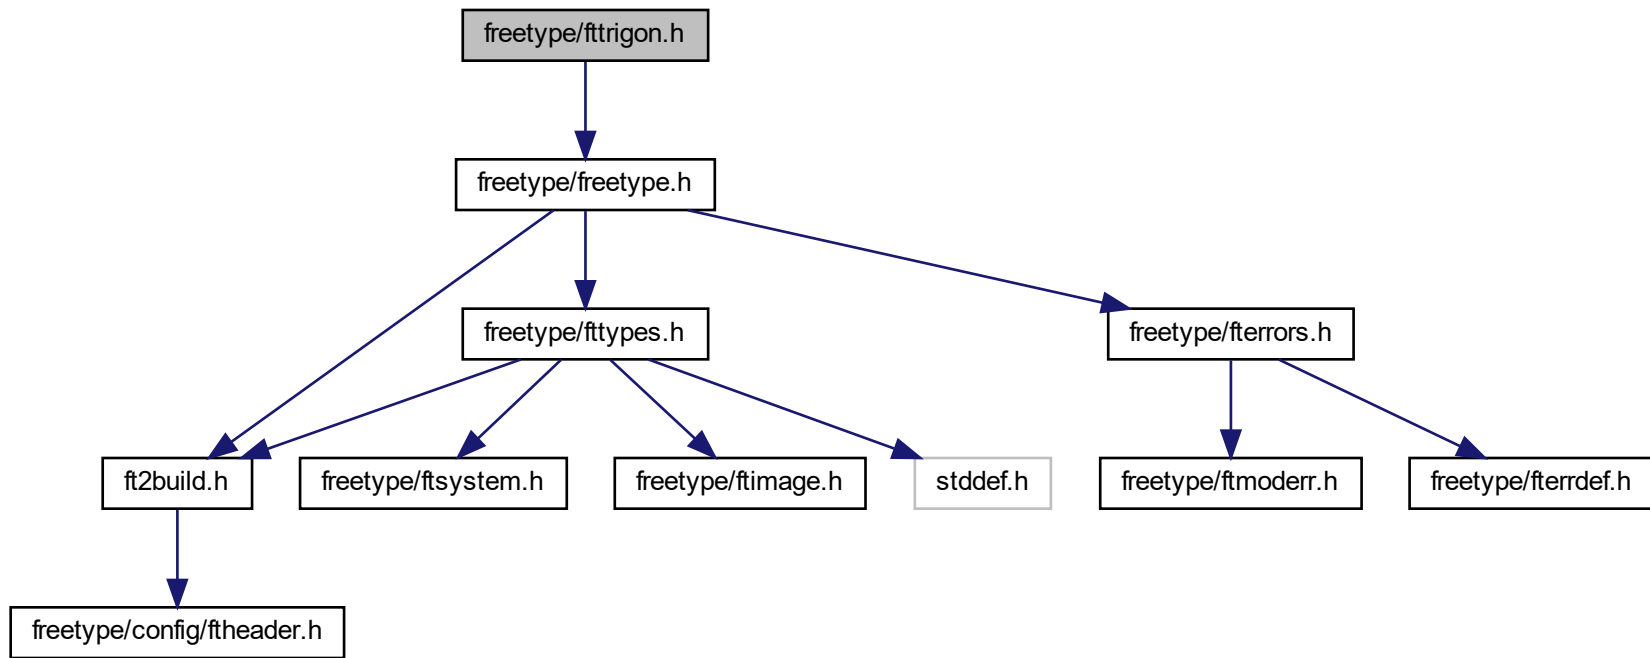 freetype/fttrigon.h
freetype/freetype.h
freetype/fttypes.h
freetype/fterrors.h
ft2build.h
freetype/ftsystem.h
freetype/ftimage.h
stddef.h
freetype/ftmoderr.h
freetype/fterrdef.h
freetype/config/ftheader.h